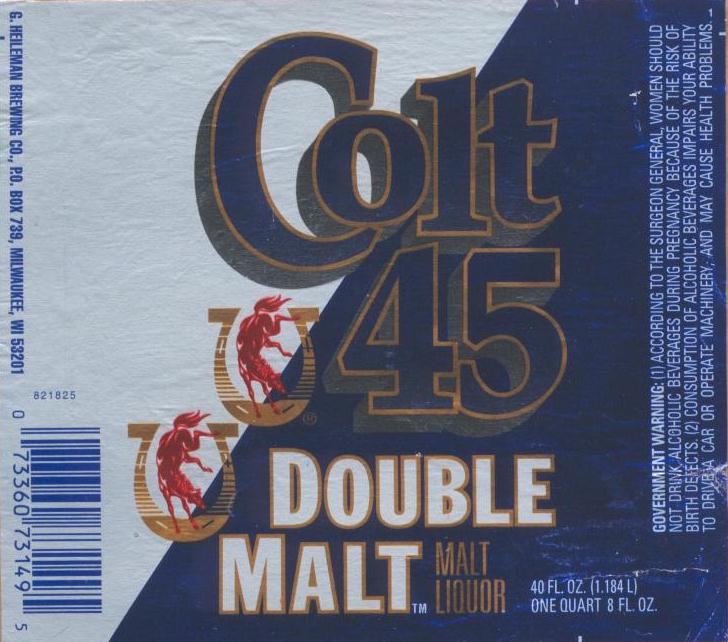 G. HEILEMAN BREWING CO., P.O. BOX 739, MILWAUKEE, WI 53201
821825
0 73360 73149 5
Colt
45
®
DOUBLE
MALT™
MALT
LIQUOR
40 FL. OZ. (1.184 L)
ONE QUART 8 FL. OZ.
GOVERNMENT WARNING: (1) ACCORDING TO THE SURGEON GENERAL, WOMEN SHOULD
NOT DRINK ALCOHOLIC BEVERAGES DURING PREGNANCY BECAUSE OF THE RISK OF
BIRTH DEFECTS. (2) CONSUMPTION OF ALCOHOLIC BEVERAGES IMPAIRS YOUR ABILITY
TO DRIVE A CAR OR OPERATE MACHINERY, AND MAY CAUSE HEALTH PROBLEMS.